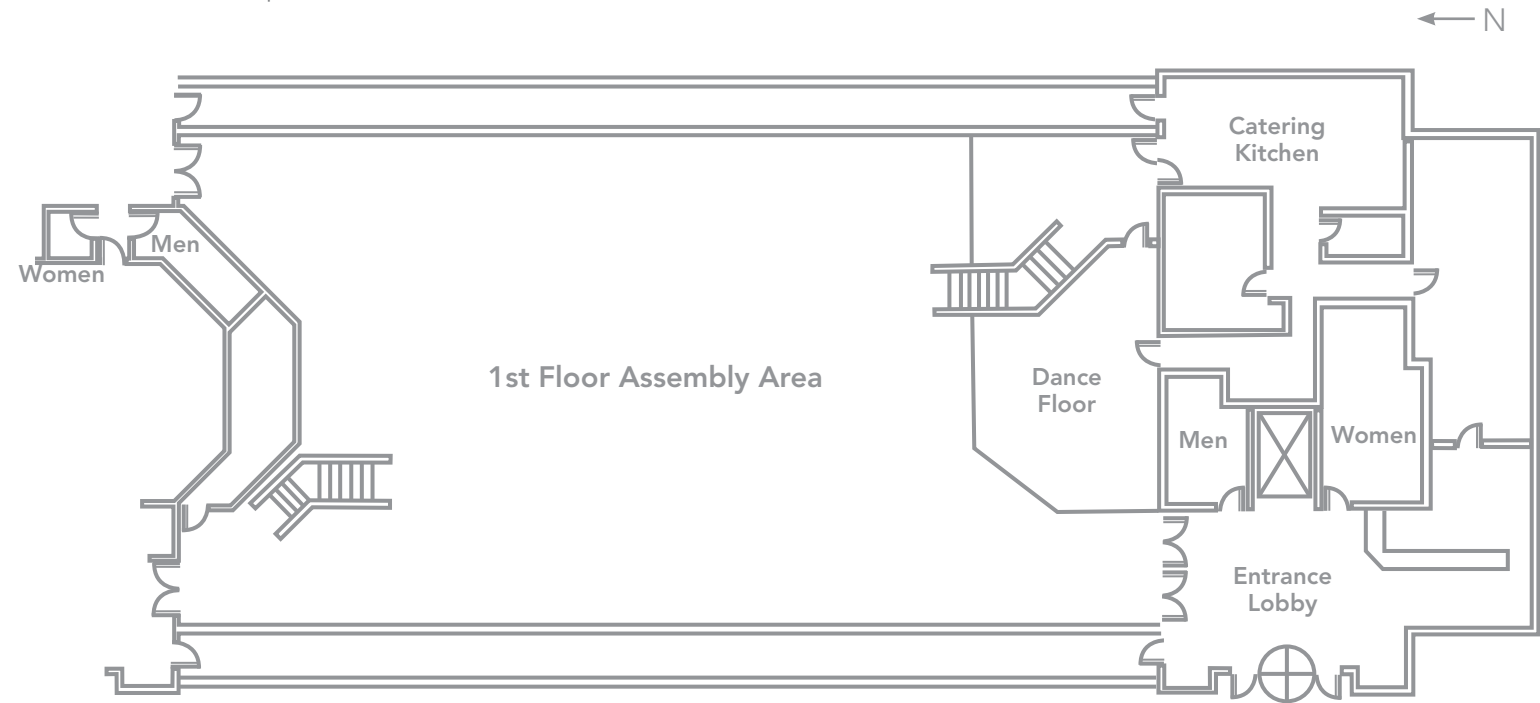 N
Catering
Kitchen
Men
Women
1st Floor Assembly Area
Dance
Floor
Men
Women
Entrance
Lobby